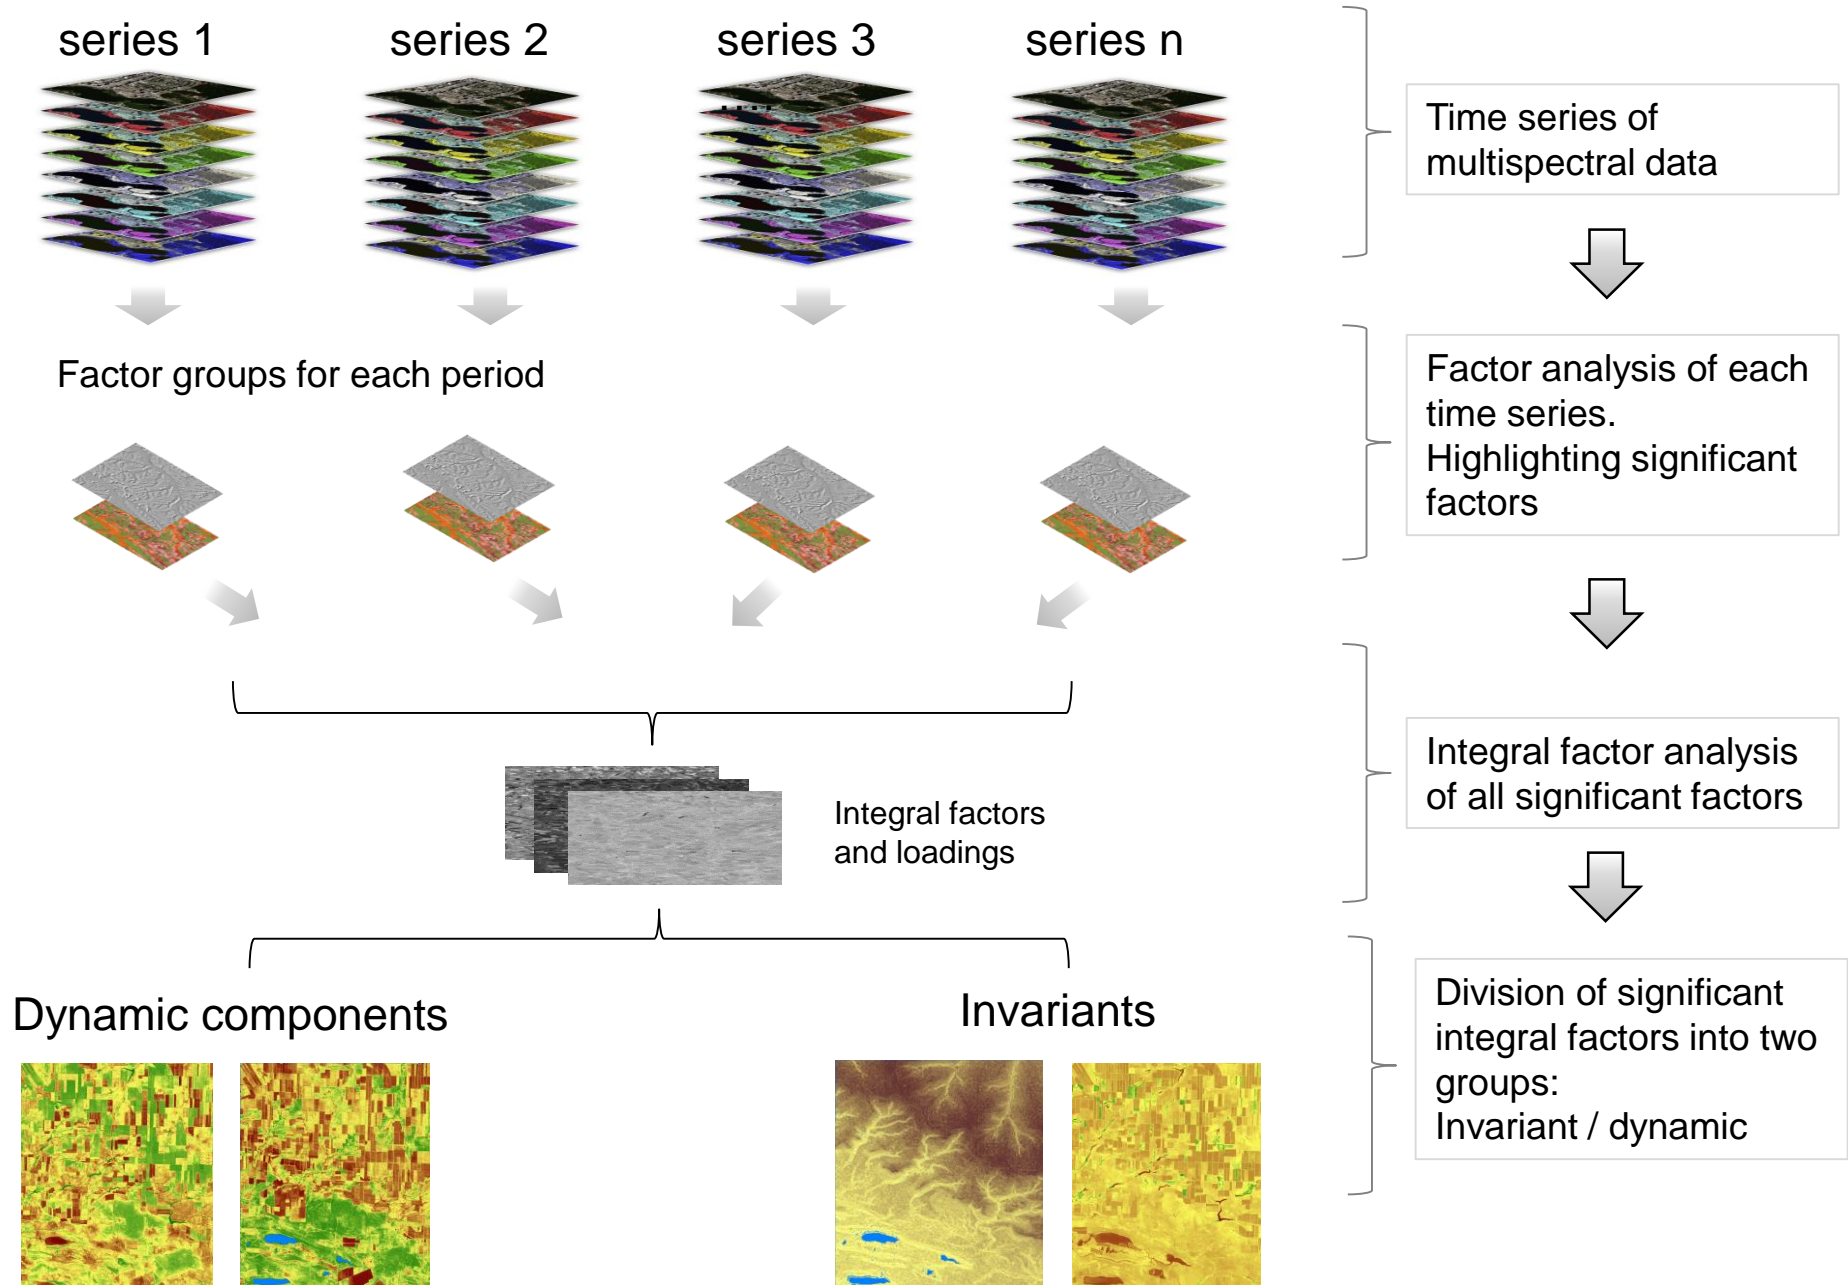 series 1
series 2
series 3
series n
....
Time series of
multispectral data
Factor groups for each period
Factor analysis of each
time series.
Highlighting significant
factors
Integral factors
and loadings
Integral factor analysis
of all significant factors
Dynamic components
Invariants
Division of significant
integral factors into two
groups:
Invariant / dynamic